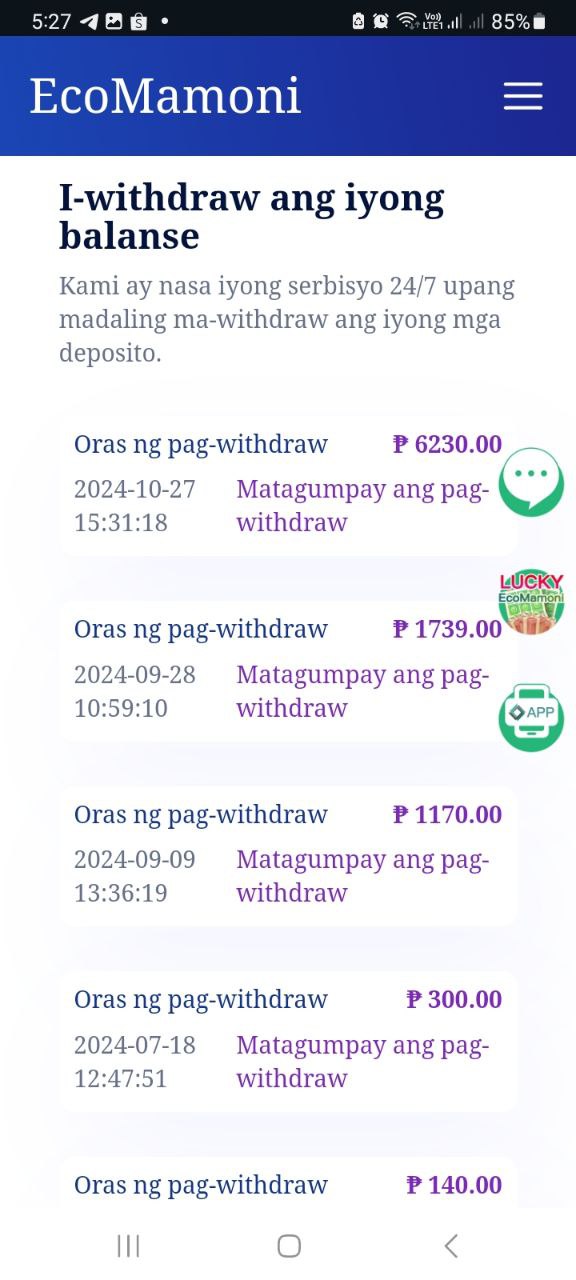 5:27
Vo))
LTE1
85%
EcoMamoni
I-withdraw ang iyong
balanse
Kami ay nasa iyong serbisyo 24/7 upang
madaling ma-withdraw ang iyong mga
deposito.
Oras ng pag-withdraw ₱ 6230.00
2024-10-27 Matagumpay ang pag-
15:31:18 withdraw
LUCKY
EcoMamoni
Oras ng pag-withdraw ₱ 1739.00
2024-09-28 Matagumpay ang pag-
10:59:10 withdraw
APP
Oras ng pag-withdraw ₱ 1170.00
2024-09-09 Matagumpay ang pag-
13:36:19 withdraw
Oras ng pag-withdraw ₱ 300.00
2024-07-18 Matagumpay ang pag-
12:47:51 withdraw
Oras ng pag-withdraw ₱ 140.00